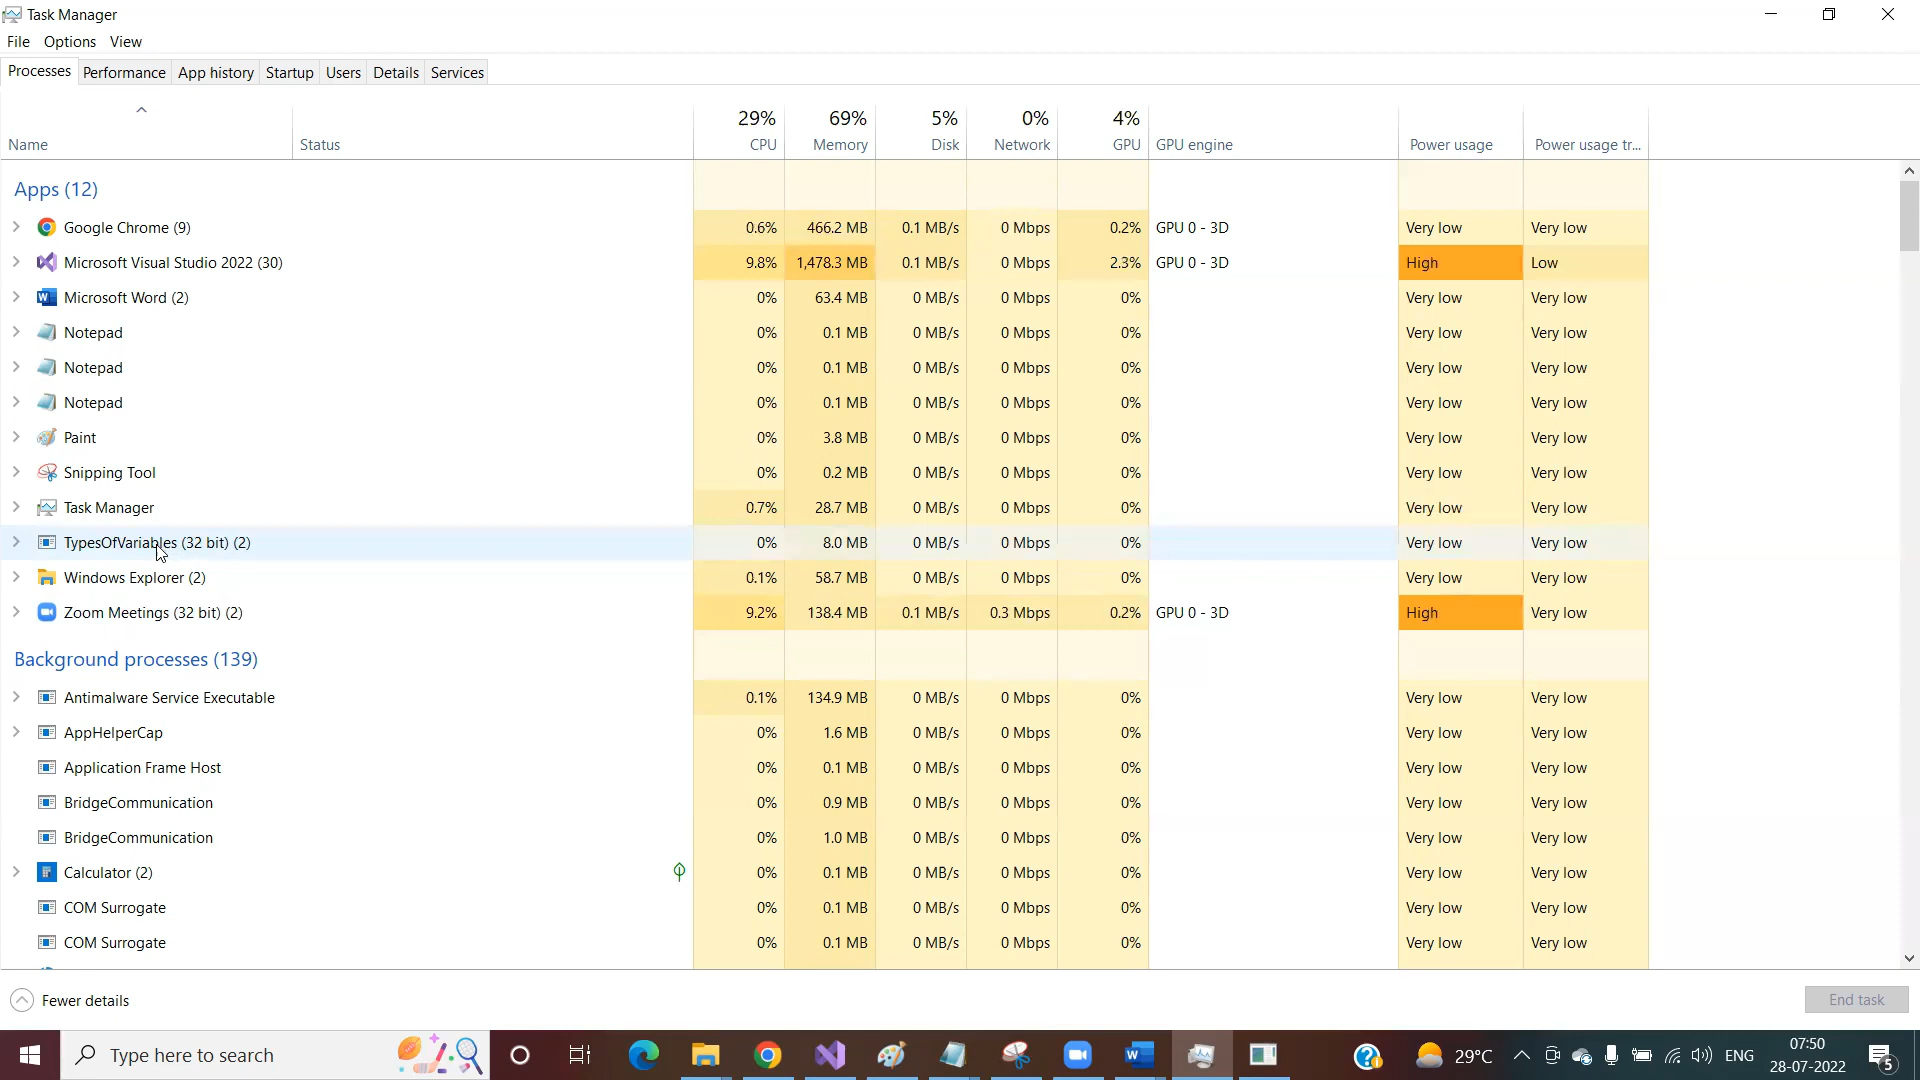 Task Manager
File Options View
Processes Performance App history Startup Users Details Services
29% 69% 5% 0% 4%
Name Status CPU Memory Disk Network GPU GPU engine Power usage Power usage tr...
Apps (12)
Google Chrome (9) 0.6% 466.2 MB 0.1 MB/s 0 Mbps 0.2% GPU 0 - 3D Very low Very low
Microsoft Visual Studio 2022 (30) 9.8% 1,478.3 MB 0.1 MB/s 0 Mbps 2.3% GPU 0 - 3D High Low
Microsoft Word (2) 0% 63.4 MB 0 MB/s 0 Mbps 0% Very low Very low
Notepad 0% 0.1 MB 0 MB/s 0 Mbps 0% Very low Very low
Notepad 0% 0.1 MB 0 MB/s 0 Mbps 0% Very low Very low
Notepad 0% 0.1 MB 0 MB/s 0 Mbps 0% Very low Very low
Paint 0% 3.8 MB 0 MB/s 0 Mbps 0% Very low Very low
Snipping Tool 0% 0.2 MB 0 MB/s 0 Mbps 0% Very low Very low
Task Manager 0.7% 28.7 MB 0 MB/s 0 Mbps 0% Very low Very low
TypesOfVariables (32 bit) (2) 0% 8.0 MB 0 MB/s 0 Mbps 0% Very low Very low
Windows Explorer (2) 0.1% 58.7 MB 0 MB/s 0 Mbps 0% Very low Very low
Zoom Meetings (32 bit) (2) 9.2% 138.4 MB 0.1 MB/s 0.3 Mbps 0.2% GPU 0 - 3D High Very low
Background processes (139)
Antimalware Service Executable 0.1% 134.9 MB 0 MB/s 0 Mbps 0% Very low Very low
AppHelperCap 0% 1.6 MB 0 MB/s 0 Mbps 0% Very low Very low
Application Frame Host 0% 0.1 MB 0 MB/s 0 Mbps 0% Very low Very low
BridgeCommunication 0% 0.9 MB 0 MB/s 0 Mbps 0% Very low Very low
BridgeCommunication 0% 1.0 MB 0 MB/s 0 Mbps 0% Very low Very low
Calculator (2) 0% 0.1 MB 0 MB/s 0 Mbps 0% Very low Very low
COM Surrogate 0% 0.1 MB 0 MB/s 0 Mbps 0% Very low Very low
COM Surrogate 0% 0.1 MB 0 MB/s 0 Mbps 0% Very low Very low
Fewer details End task
Type here to search 29°C ENG 07:50
28-07-2022 5